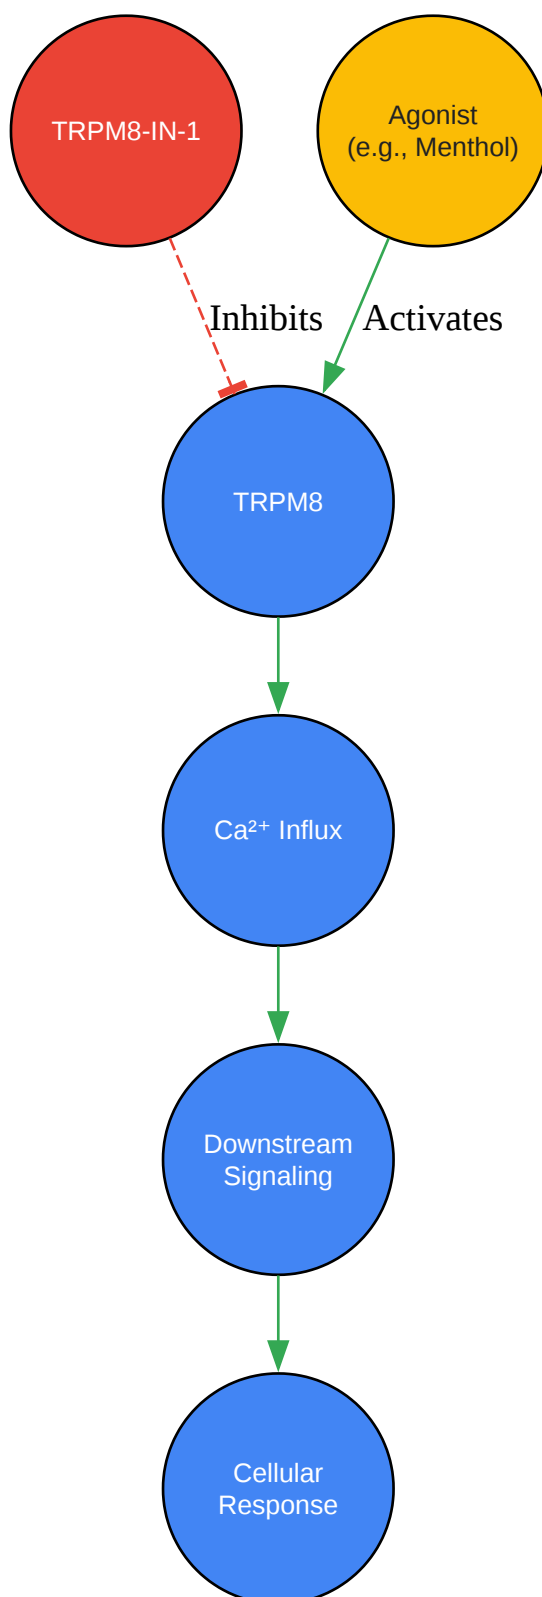 TRPM8-IN-1
Agonist
(e.g., Menthol)
Inhibits
Activates
TRPM8
Ca²⁺ Influx
Downstream
Signaling
Cellular
Response